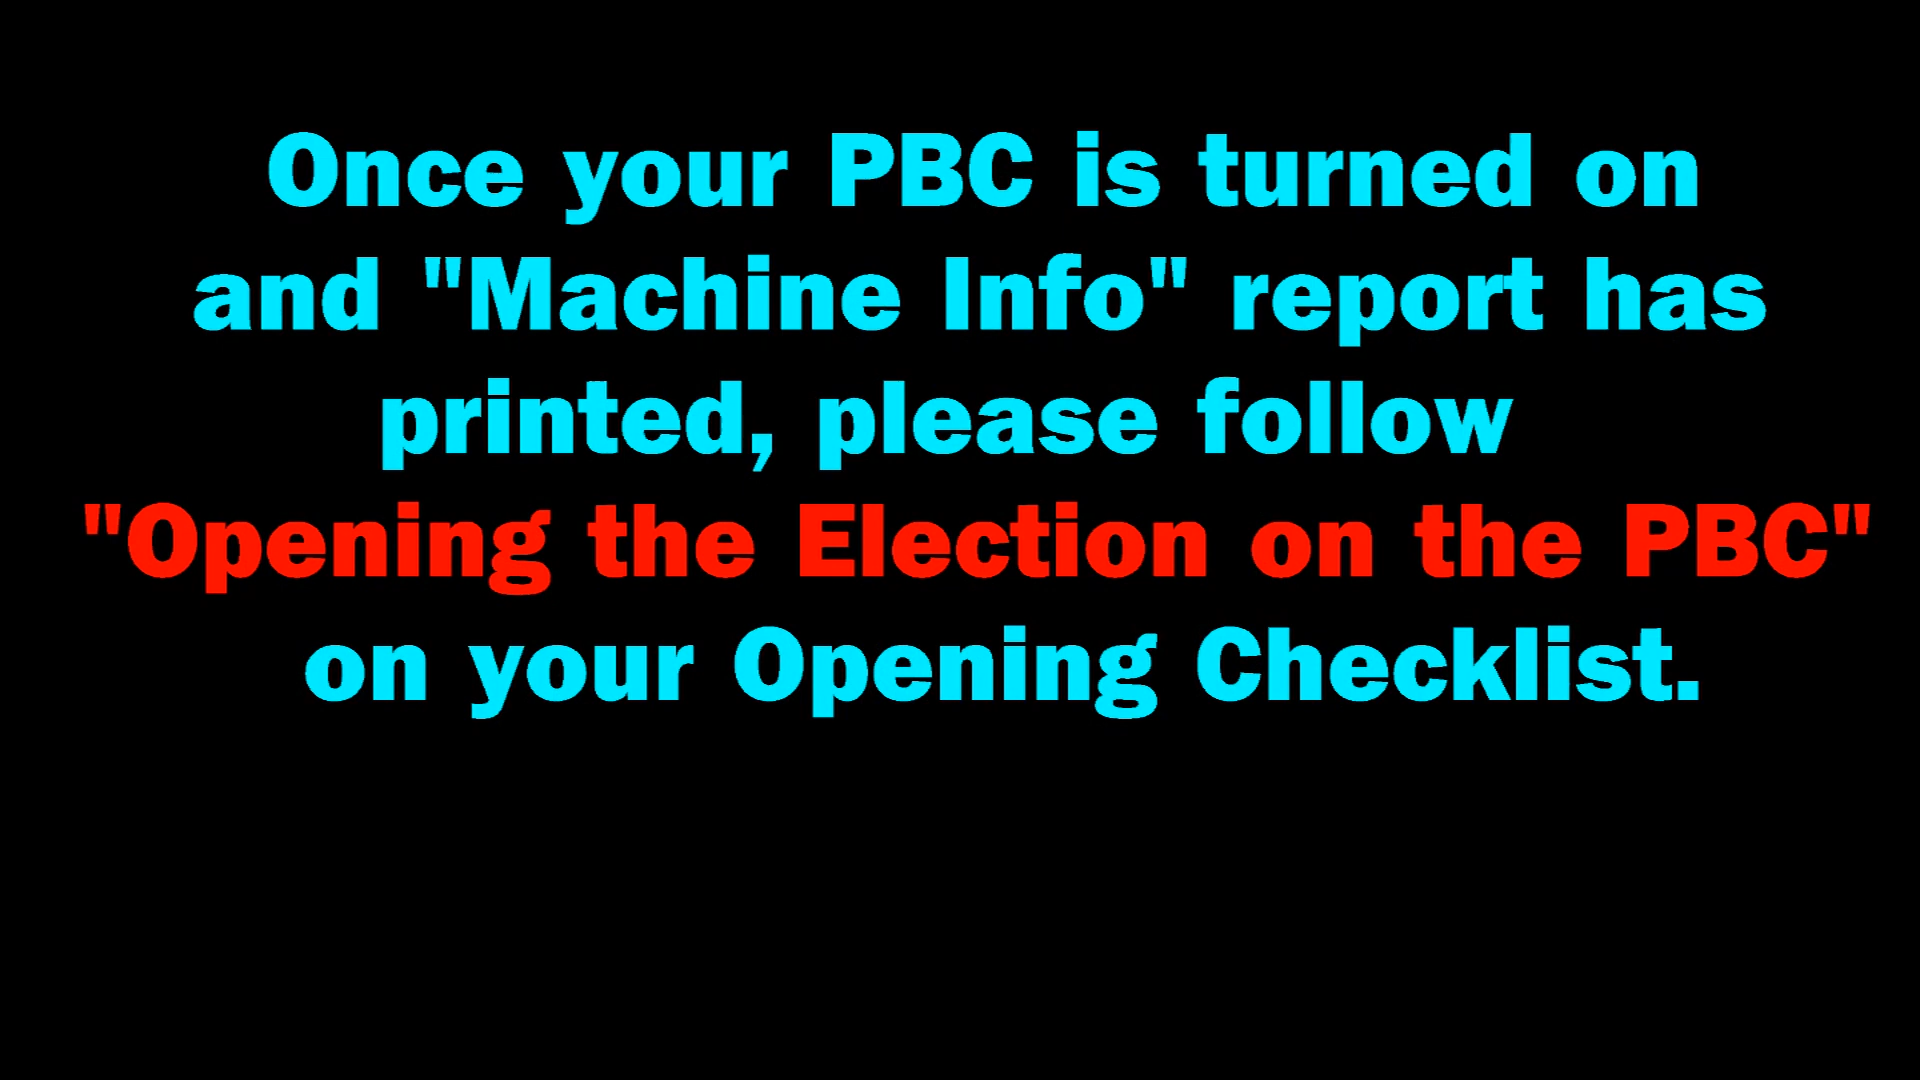 Once your PBC is turned on
and "Machine Info" report has
printed, please follow
"Opening the Election on the PBC"
on your Opening Checklist.